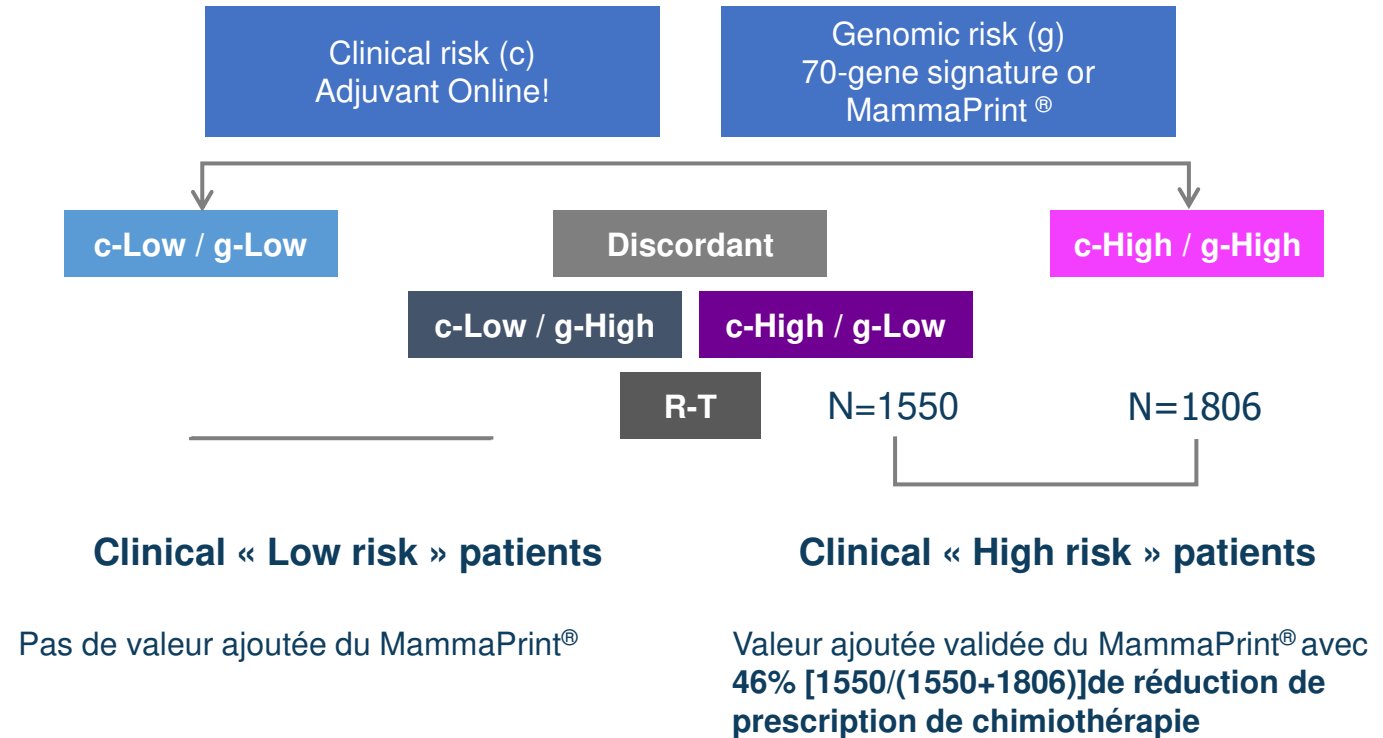 Clinical risk (c)
Adjuvant Online!
Genomic risk (g)
70-gene signature or
MammaPrint ®
c-Low / g-Low
Discordant
c-High / g-High
c-Low / g-High
c-High / g-Low
R-T
N=1550
N=1806
Clinical « Low risk » patients
Clinical « High risk » patients
Pas de valeur ajoutée du MammaPrint®
Valeur ajoutée validée du MammaPrint® avec
46% [1550/(1550+1806)]de réduction de
prescription de chimiothérapie